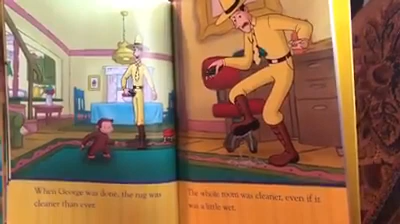 When George was done, the rug was
cleaner than ever.
The whole room was cleaner, even if it
was a little wet.